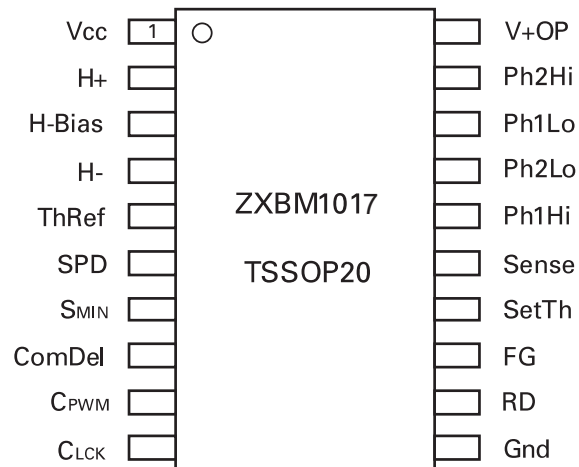 Vcc 1 V+OP
H+ Ph2Hi
H-Bias Ph1Lo
H- Ph2Lo
ThRef ZXBM1017 Ph1Hi
SPD TSSOP20 Sense
SMIN SetTh
ComDel FG
CPWM RD
CLCK Gnd